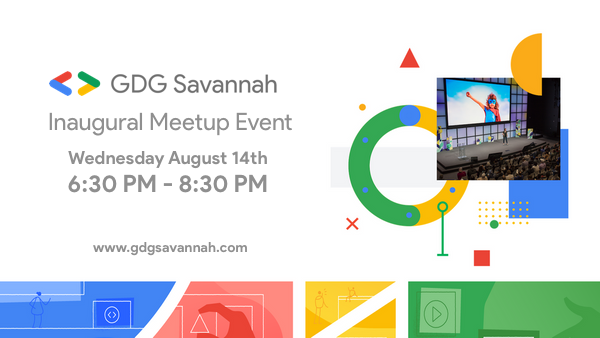 GDG Savannah
Inaugural Meetup Event
Wednesday August 14th
6:30 PM - 8:30 PM
www.gdgsavannah.com